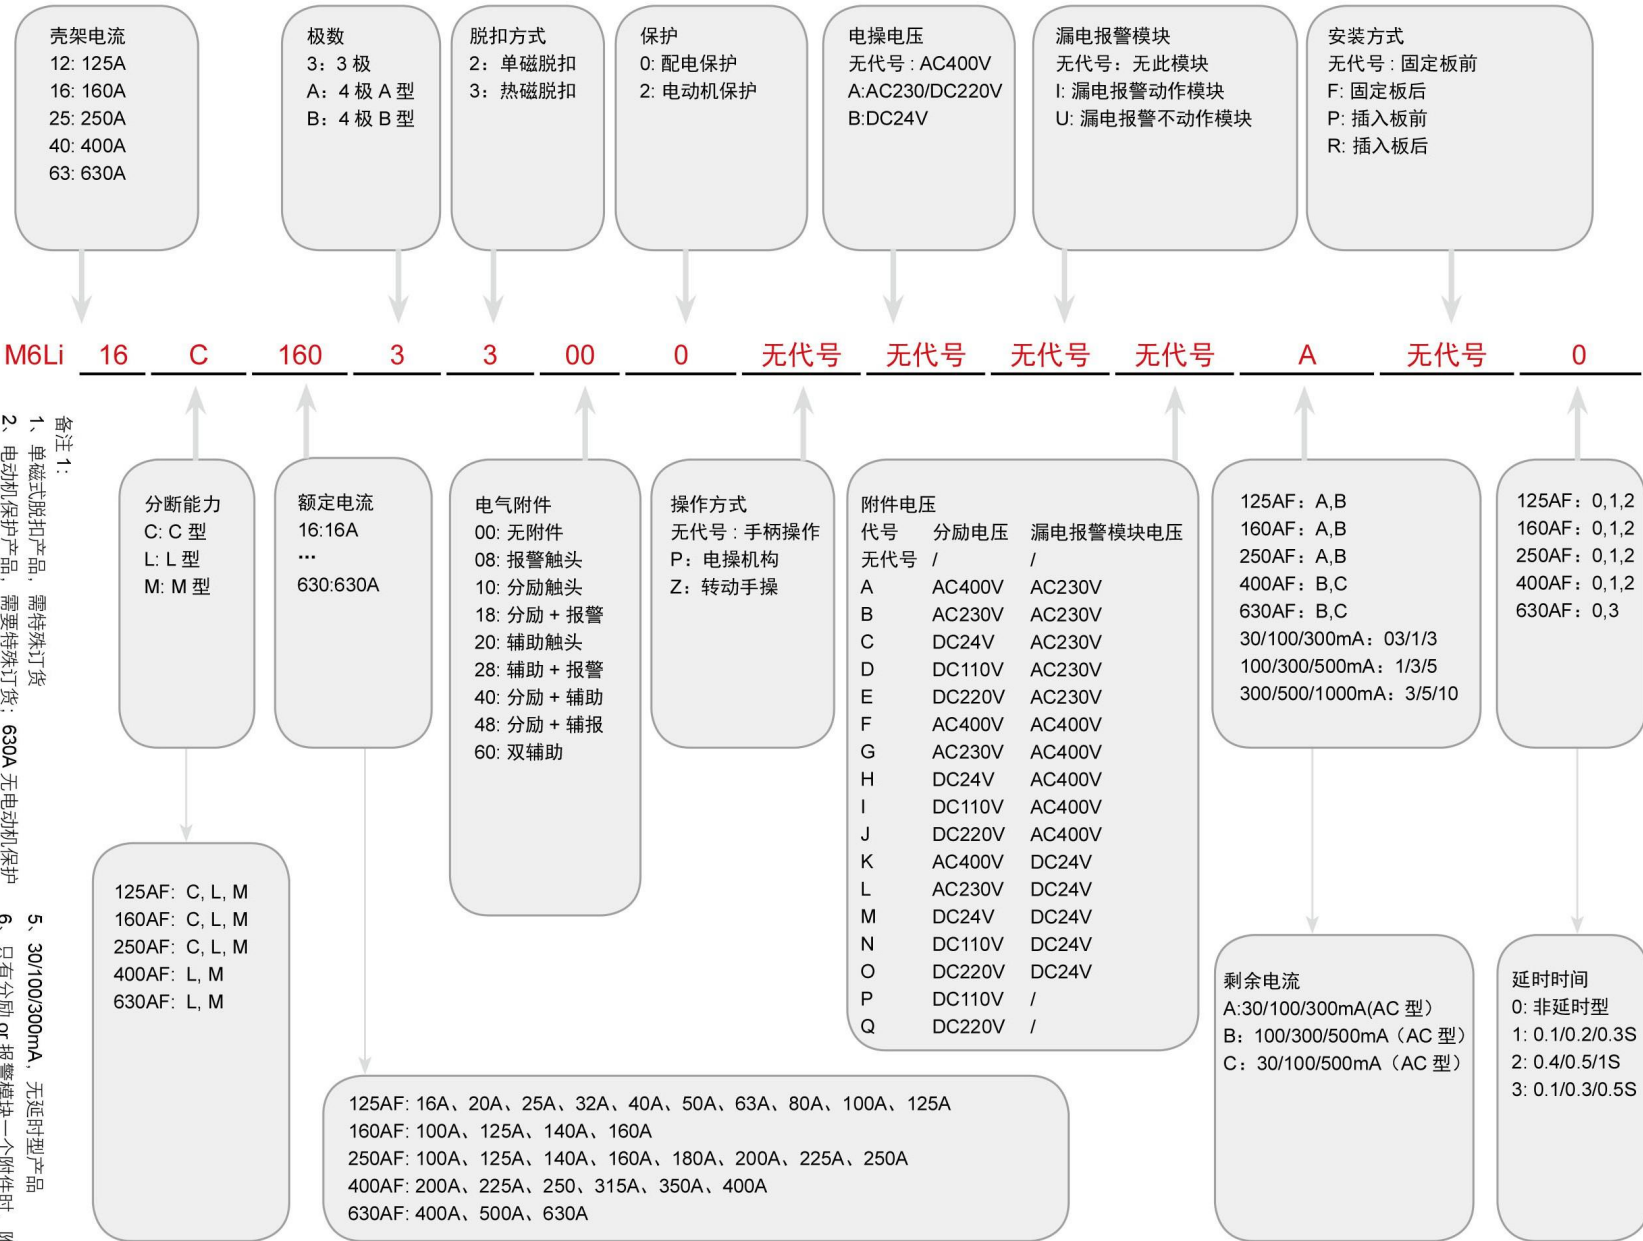 壳架电流
12: 125A
16: 160A
25: 250A
40: 400A
63: 630A
极数
3：3 极
A：4 极 A 型
B：4 极 B 型
脱扣方式
2：单磁脱扣
3：热磁脱扣
保护
0: 配电保护
2: 电动机保护
电操电压
无代号 : AC400V
A:AC230/DC220V
B:DC24V
漏电报警模块
无代号：无此模块
I: 漏电报警动作模块
U: 漏电报警不动作模块
安装方式
无代号 : 固定板前
F: 固定板后
P: 插入板前
R: 插入板后
M6Li 16 C 160 3 3 00 0 无代号 无代号 无代号 无代号 A 无代号 0
备注 1：
1、单磁式脱扣产品，需特殊订货
2、电动机保护产品，需要特殊订货；630A 无电动机保护
5、30/100/300mA，无延时型产品
6、只有分励 or 报警模块一个附件时
分断能力
C: C 型
L: L 型
M: M 型
额定电流
16:16A
...
630:630A
电气附件
00: 无附件
08: 报警触头
10: 分励触头
18: 分励 + 报警
20: 辅助触头
28: 辅助 + 报警
40: 分励 + 辅助
48: 分励 + 辅报
60: 双辅助
操作方式
无代号 : 手柄操作
P：电操机构
Z：转动手操
附件电压
代号 分励电压 漏电报警模块电压
无代号 / /
A AC400V AC230V
B AC230V AC230V
C DC24V AC230V
D DC110V AC230V
E DC220V AC230V
F AC400V AC400V
G AC230V AC400V
H DC24V AC400V
I DC110V AC400V
J DC220V AC400V
K AC400V DC24V
L AC230V DC24V
M DC24V DC24V
N DC110V DC24V
O DC220V DC24V
P DC110V /
Q DC220V /
125AF：A,B
160AF：A,B
250AF：A,B
400AF：B,C
630AF：B,C
30/100/300mA：03/1/3
100/300/500mA：1/3/5
300/500/1000mA：3/5/10
125AF：0,1,2
160AF：0,1,2
250AF：0,1,2
400AF：0,1,2
630AF：0,3
125AF: C, L, M
160AF: C, L, M
250AF: C, L, M
400AF: L, M
630AF: L, M
125AF: 16A、20A、25A、32A、40A、50A、63A、80A、100A、125A
160AF: 100A、125A、140A、160A
250AF: 100A、125A、140A、160A、180A、200A、225A、250A
400AF: 200A、225A、250、315A、350A、400A
630AF: 400A、500A、630A
剩余电流
A:30/100/300mA(AC 型）
B：100/300/500mA（AC 型）
C：30/100/500mA（AC 型）
延时时间
0: 非延时型
1: 0.1/0.2/0.3S
2: 0.4/0.5/1S
3: 0.1/0.3/0.5S